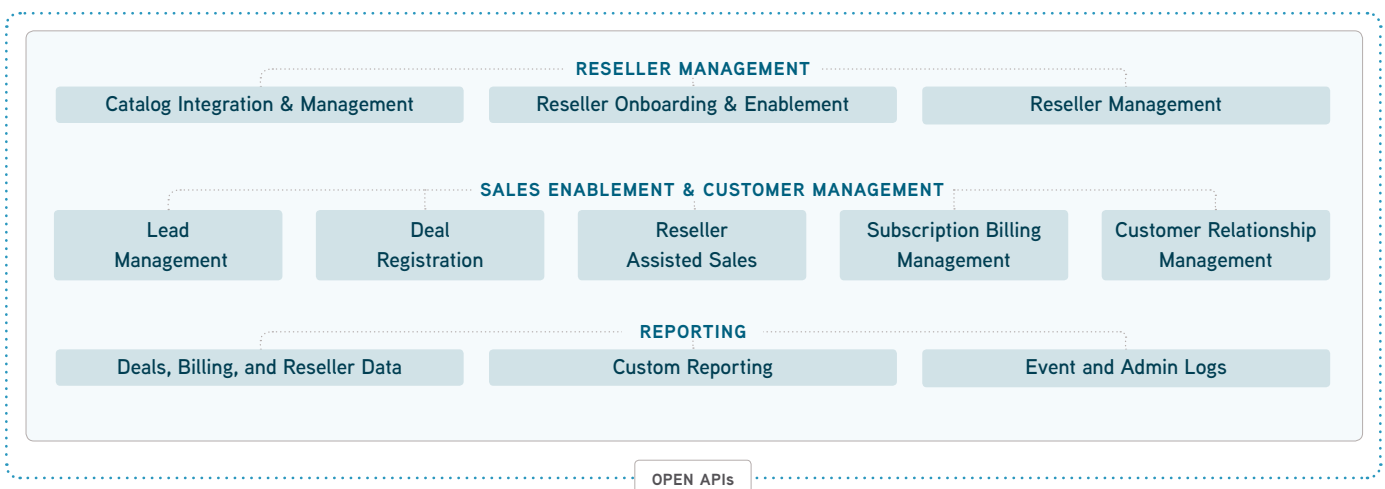 RESELLER MANAGEMENT
Catalog Integration & Management
Reseller Onboarding & Enablement
Reseller Management
SALES ENABLEMENT & CUSTOMER MANAGEMENT
Lead
Management
Deal
Registration
Reseller
Assisted Sales
Subscription Billing
Management
Customer Relationship
Management
REPORTING
Deals, Billing, and Reseller Data
Custom Reporting
Event and Admin Logs
OPEN APIs